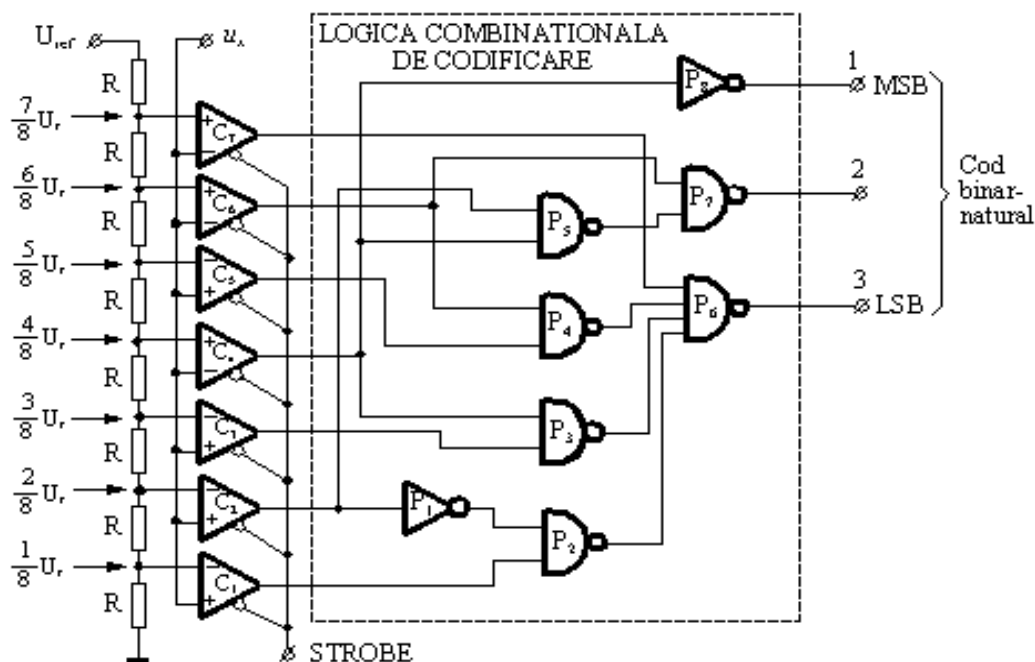 U_ref
u_A
LOGICA COMBINATIONALA
DE CODIFICARE
1
MSB
P8
R
7/8 U_r
+
−
C7
R
6/8 U_r
+
−
C6
2
P5
P7
Cod
binar-
natural
R
5/8 U_r
−
+
C5
3
LSB
P4
P6
R
4/8 U_r
+
−
C4
R
3/8 U_r
−
+
C3
P3
R
2/8 U_r
−
+
C2
P1
P2
R
1/8 U_r
−
+
C1
R
STROBE